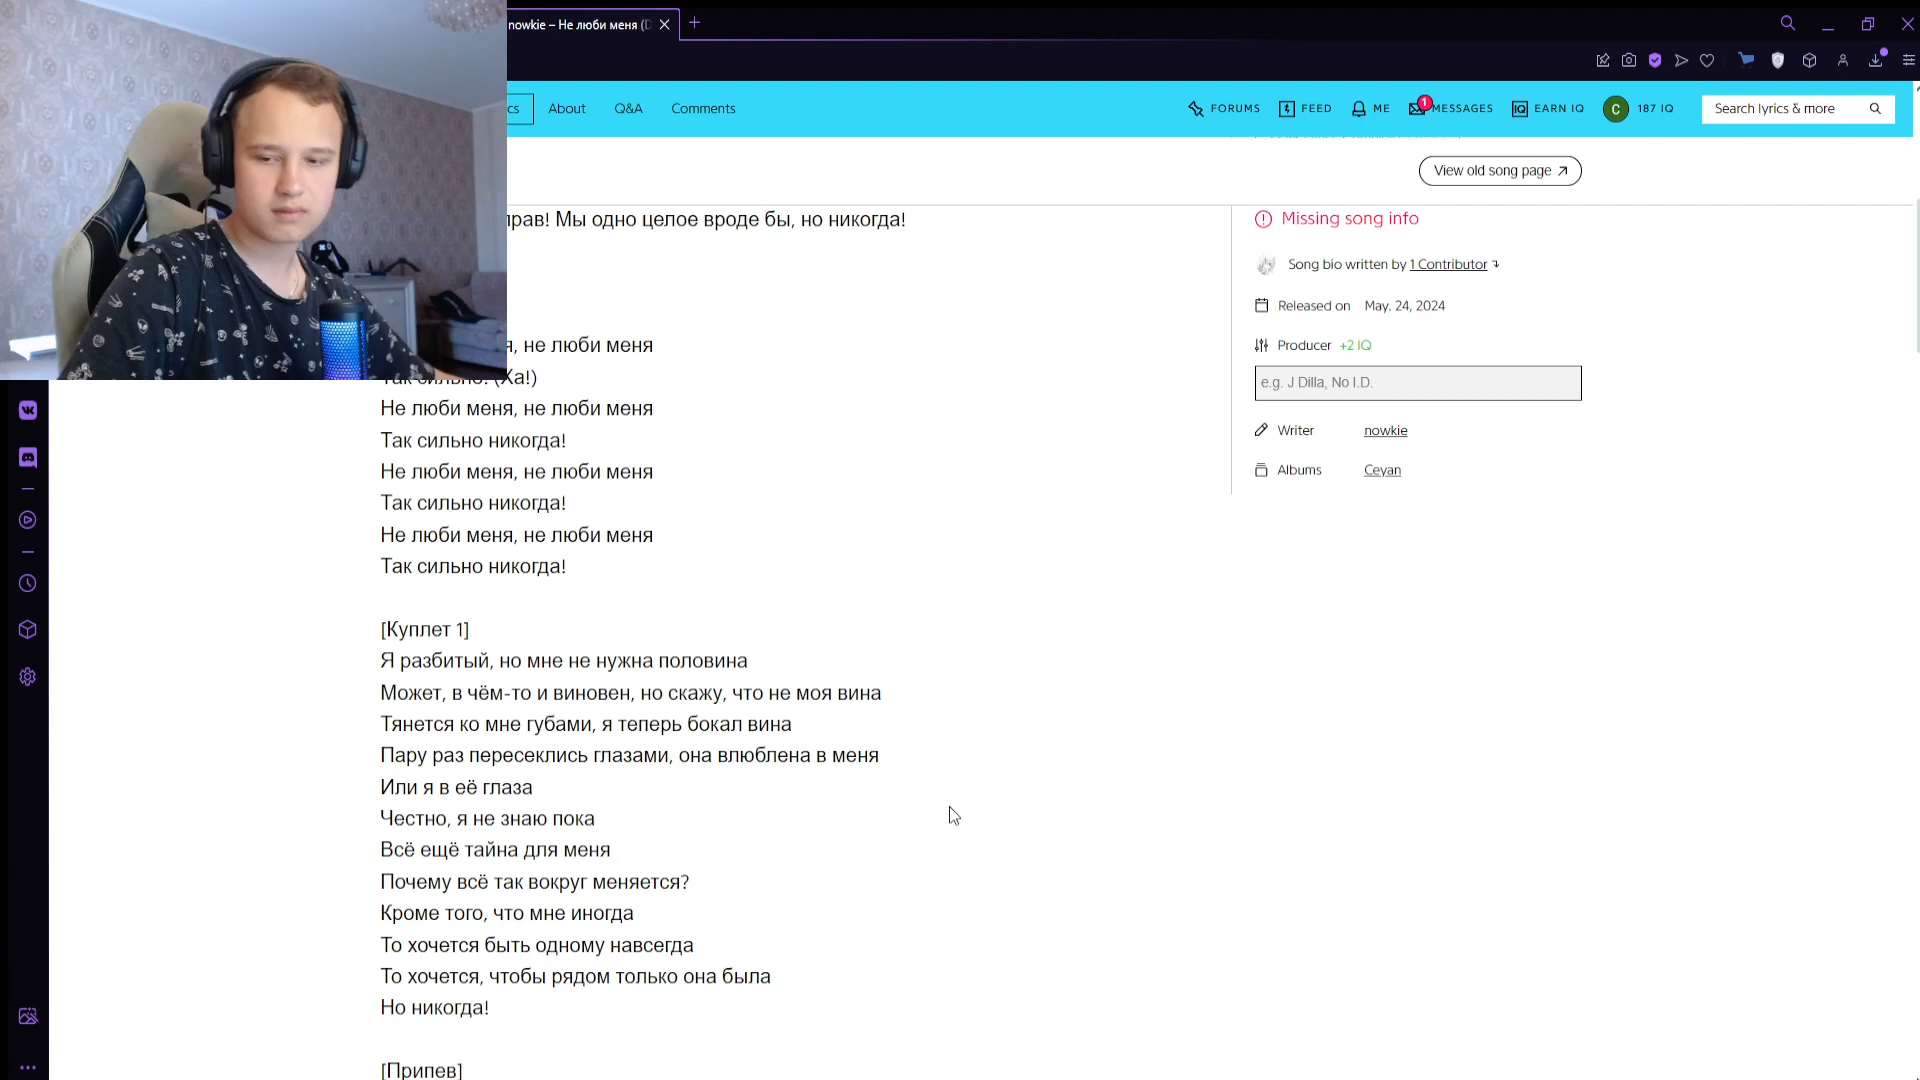 nowkie – Не люби меня (
cs
About
Q&A
Comments
FORUMS
FEED
ME
1
MESSAGES
EARN IQ
C
187 IQ
Search lyrics & more
View old song page
прав! Мы одно целое вроде бы, но никогда!
Missing song info
Song bio written by 1 Contributor
Released on May. 24, 2024
Producer +2 IQ
e.g. J Dilla, No I.D.
Writer nowkie
Albums Ceyan
я, не люби меня
Так сильно! (Ха!)
Не люби меня, не люби меня
Так сильно никогда!
Не люби меня, не люби меня
Так сильно никогда!
Не люби меня, не люби меня
Так сильно никогда!
[Куплет 1]
Я разбитый, но мне не нужна половина
Может, в чём-то и виновен, но скажу, что не моя вина
Тянется ко мне губами, я теперь бокал вина
Пару раз пересеклись глазами, она влюблена в меня
Или я в её глаза
Честно, я не знаю пока
Всё ещё тайна для меня
Почему всё так вокруг меняется?
Кроме того, что мне иногда
То хочется быть одному навсегда
То хочется, чтобы рядом только она была
Но никогда!
[Припев]